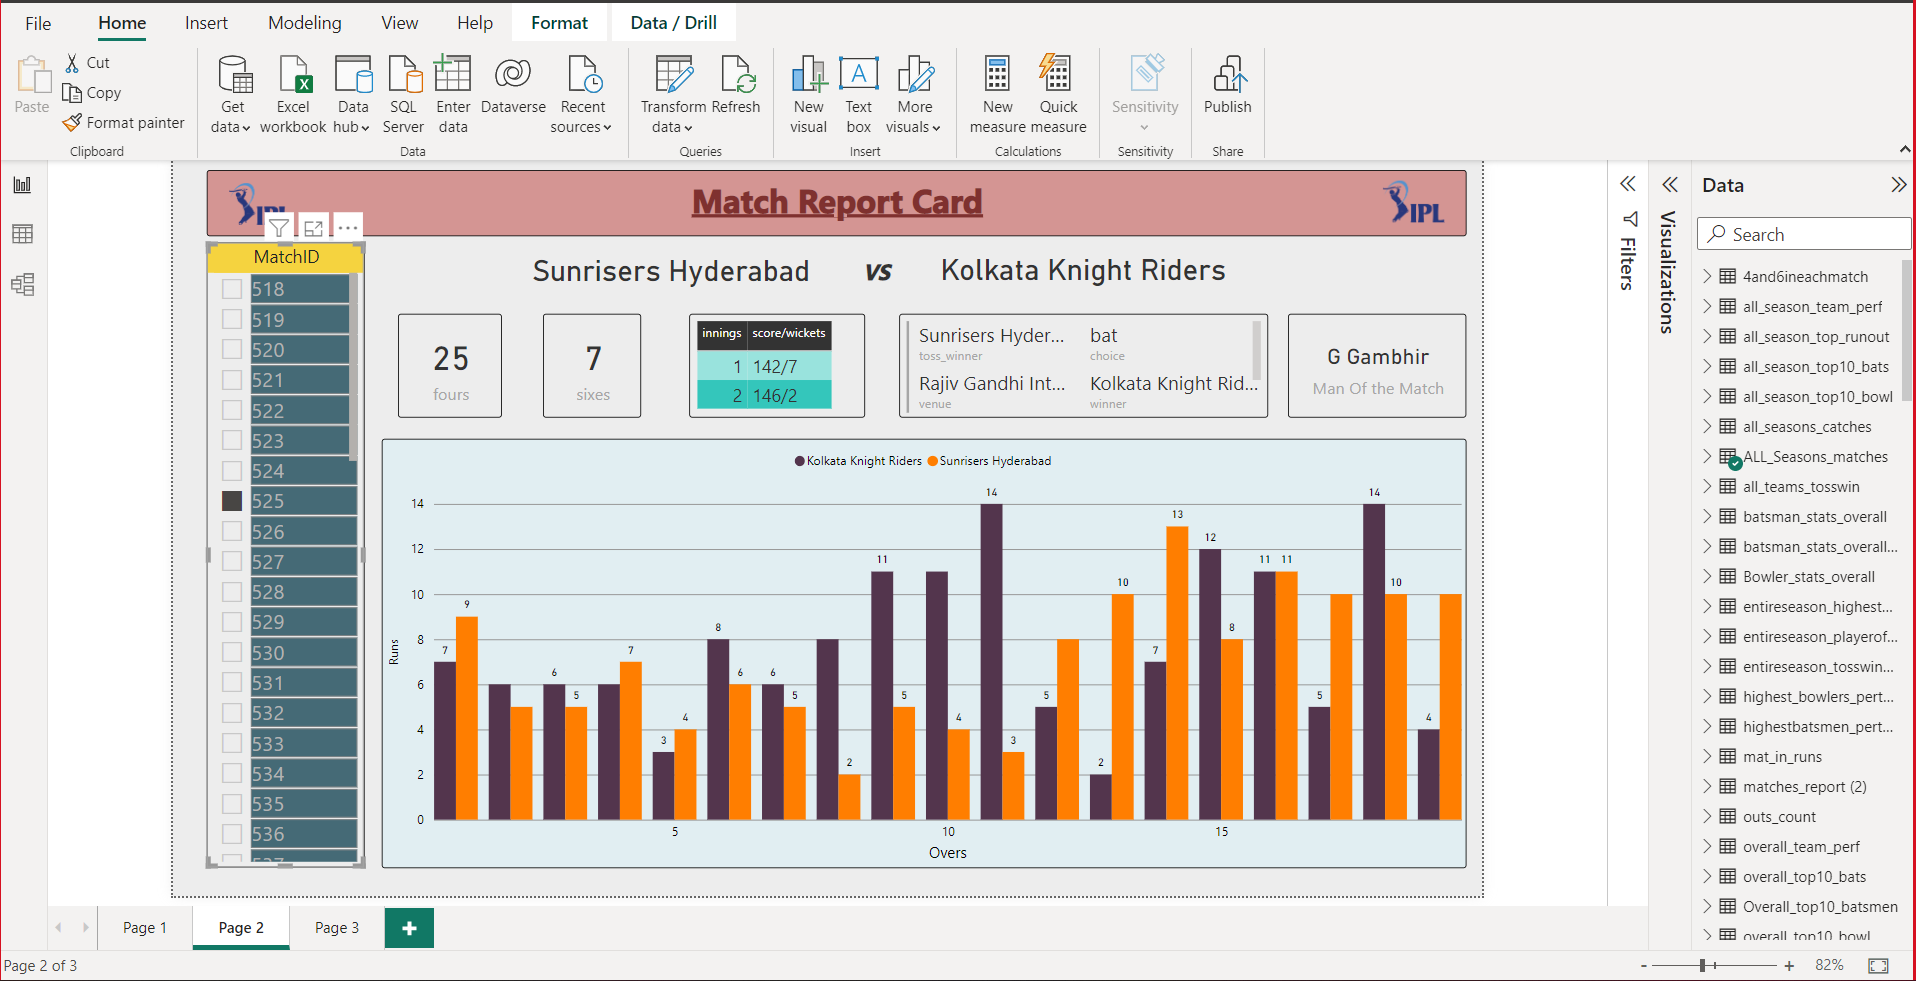 File Home Insert Modeling View Help Format Data / Drill
Paste
Cut
Copy
Format painter
Clipboard
Get data
Excel workbook
Data hub
SQL Server
Enter data
Dataverse
Recent sources
Data
Transform data
Refresh
Queries
New visual
Text box
More visuals
Insert
New measure
Quick measure
Calculations
Sensitivity
Sensitivity
Publish
Share
IPL
Match Report Card
IPL
MatchID
518
519
520
521
522
523
524
525
526
527
528
529
530
531
532
533
534
535
536
537
Sunrisers Hyderabad vs Kolkata Knight Riders
25
fours
7
sixes
innings score/wickets
1 142/7
2 146/2
Sunrisers Hyder... bat
toss_winner choice
Rajiv Gandhi Int... Kolkata Knight Rid...
venue winner
G Gambhir
Man Of the Match
Kolkata Knight Riders Sunrisers Hyderabad
Runs
14
12
10
8
6
4
2
0
7 9 6 5 7 3 4 8 6 6 5 2 11 5 4 14 3 5 2 10 7 13 12 8 11 11 5 14 10 4
5 10 15
Overs
Filters
Visualizations
Data
Search
4and6ineachmatch
all_season_team_perf
all_season_top_runout
all_season_top10_bats
all_season_top10_bowl
all_seasons_catches
ALL_Seasons_matches
all_teams_tosswin
batsman_stats_overall
batsman_stats_overall...
Bowler_stats_overall
entireseason_highest...
entireseason_playerof...
entireseason_tosswin...
highest_bowlers_pert...
highestbatsmen_pert...
mat_in_runs
matches_report (2)
outs_count
overall_team_perf
overall_top10_bats
Overall_top10_batsmen
overall_top10_bowl
Page 1 Page 2 Page 3 +
Page 2 of 3
- + 82%